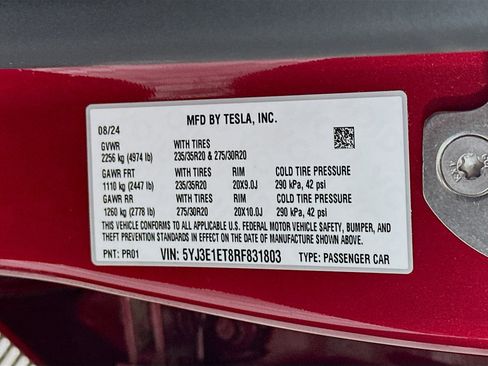 MFD BY TESLA, INC.
08/24
GVWR WITH TIRES
2256 kg (4974 lb) 235/35R20 & 275/30R20
GAWR FRT WITH TIRES RIM COLD TIRE PRESSURE
1110 kg (2447 lb) 235/35R20 20X9.0J 290 kPa, 42 psi
GAWR RR WITH TIRES RIM COLD TIRE PRESSURE
1260 kg (2778 lb) 275/30R20 20X10.0J 290 kPa, 42 psi
THIS VEHICLE CONFORMS TO ALL APPLICABLE U.S. FEDERAL MOTOR VEHICLE SAFETY, BUMPER, AND
THEFT PREVENTION STANDARDS IN EFFECT ON THE DATE OF MANUFACTURE SHOWN ABOVE.
PNT: PR01 VIN: 5YJ3E1ET8RF831803 TYPE: PASSENGER CAR